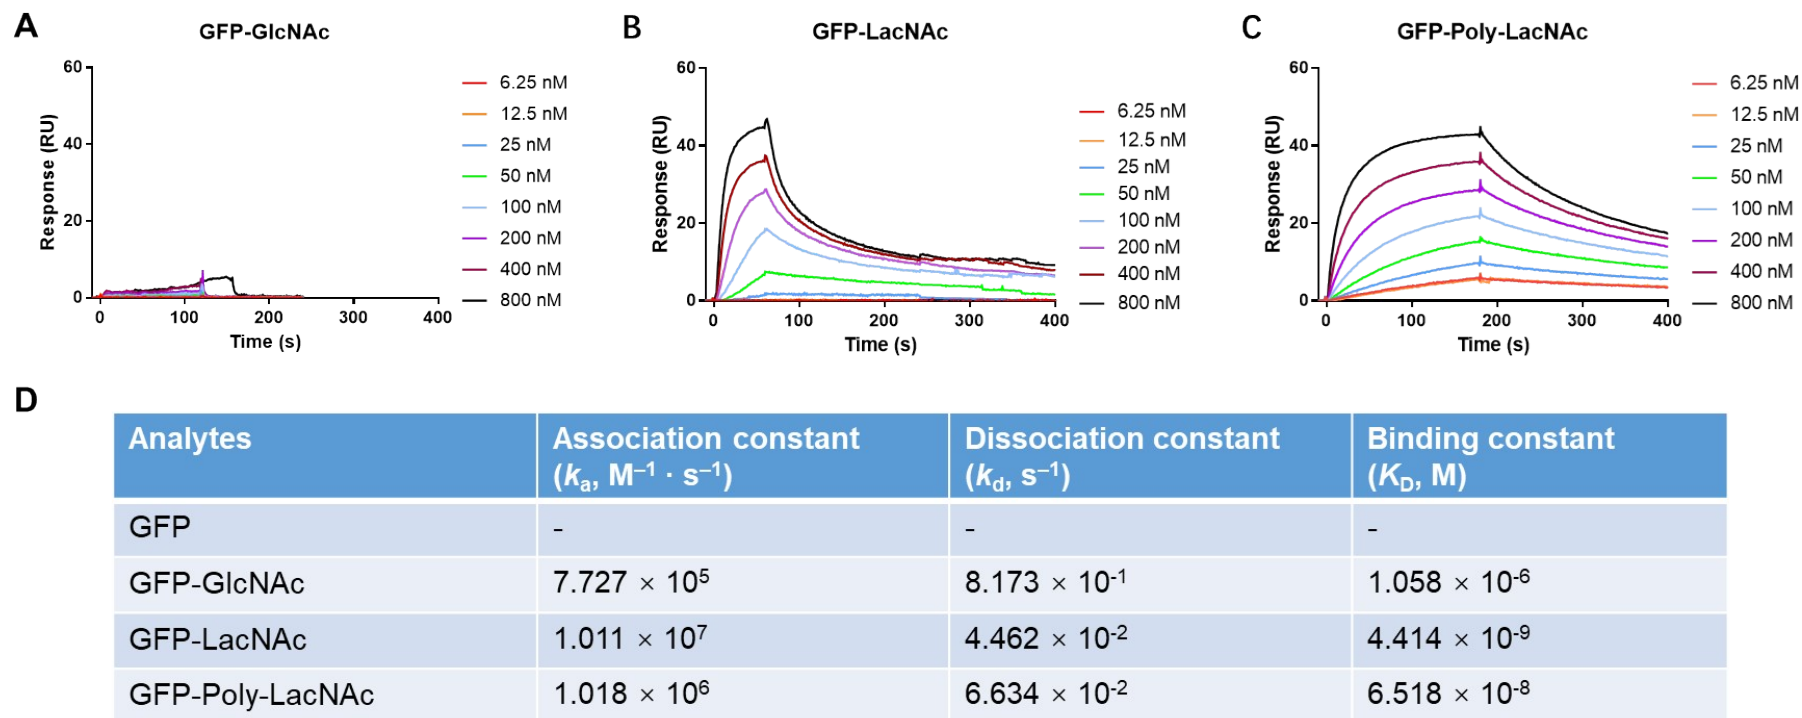 A
GFP-GlcNAc
60
40
20
0
Response (RU)
0 100 200 300 400
Time (s)
6.25 nM
12.5 nM
25 nM
50 nM
100 nM
200 nM
400 nM
800 nM
B
GFP-LacNAc
60
40
20
0
Response (RU)
0 100 200 300 400
Time (s)
6.25 nM
12.5 nM
25 nM
50 nM
100 nM
200 nM
400 nM
800 nM
C
GFP-Poly-LacNAc
60
40
20
0
Response (RU)
0 100 200 300 400
Time (s)
6.25 nM
12.5 nM
25 nM
50 nM
100 nM
200 nM
400 nM
800 nM
D
Analytes
Association constant
(kₐ, M⁻¹ · s⁻¹)
Dissociation constant
(k_d, s⁻¹)
Binding constant
(K_D, M)
GFP - - -
GFP-GlcNAc 7.727 × 10⁵ 8.173 × 10⁻¹ 1.058 × 10⁻⁶
GFP-LacNAc 1.011 × 10⁷ 4.462 × 10⁻² 4.414 × 10⁻⁹
GFP-Poly-LacNAc 1.018 × 10⁶ 6.634 × 10⁻² 6.518 × 10⁻⁸